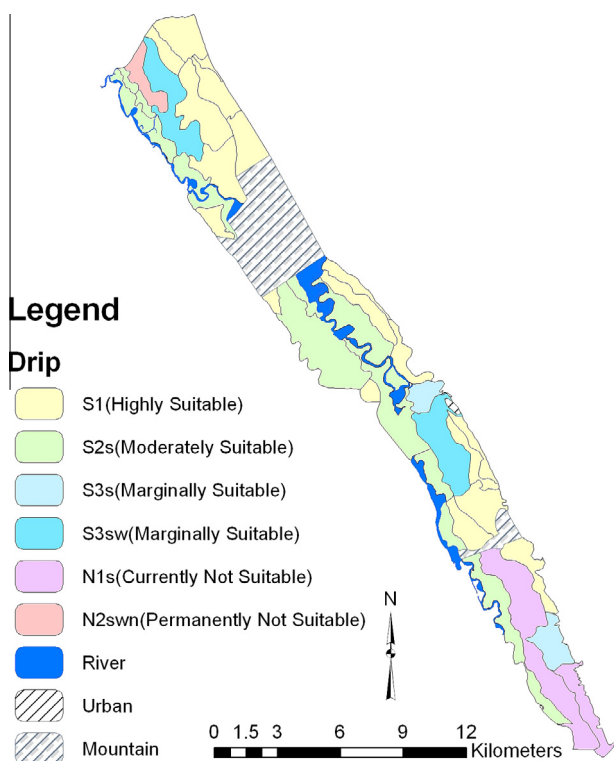 Legend
Drip
S1(Highly Suitable)
S2s(Moderately Suitable)
S3s(Marginally Suitable)
S3sw(Marginally Suitable)
N1s(Currently Not Suitable)
N2swn(Permanently Not Suitable)
River
Urban
Mountain
N
0 1.5 3 6 9 12
Kilometers